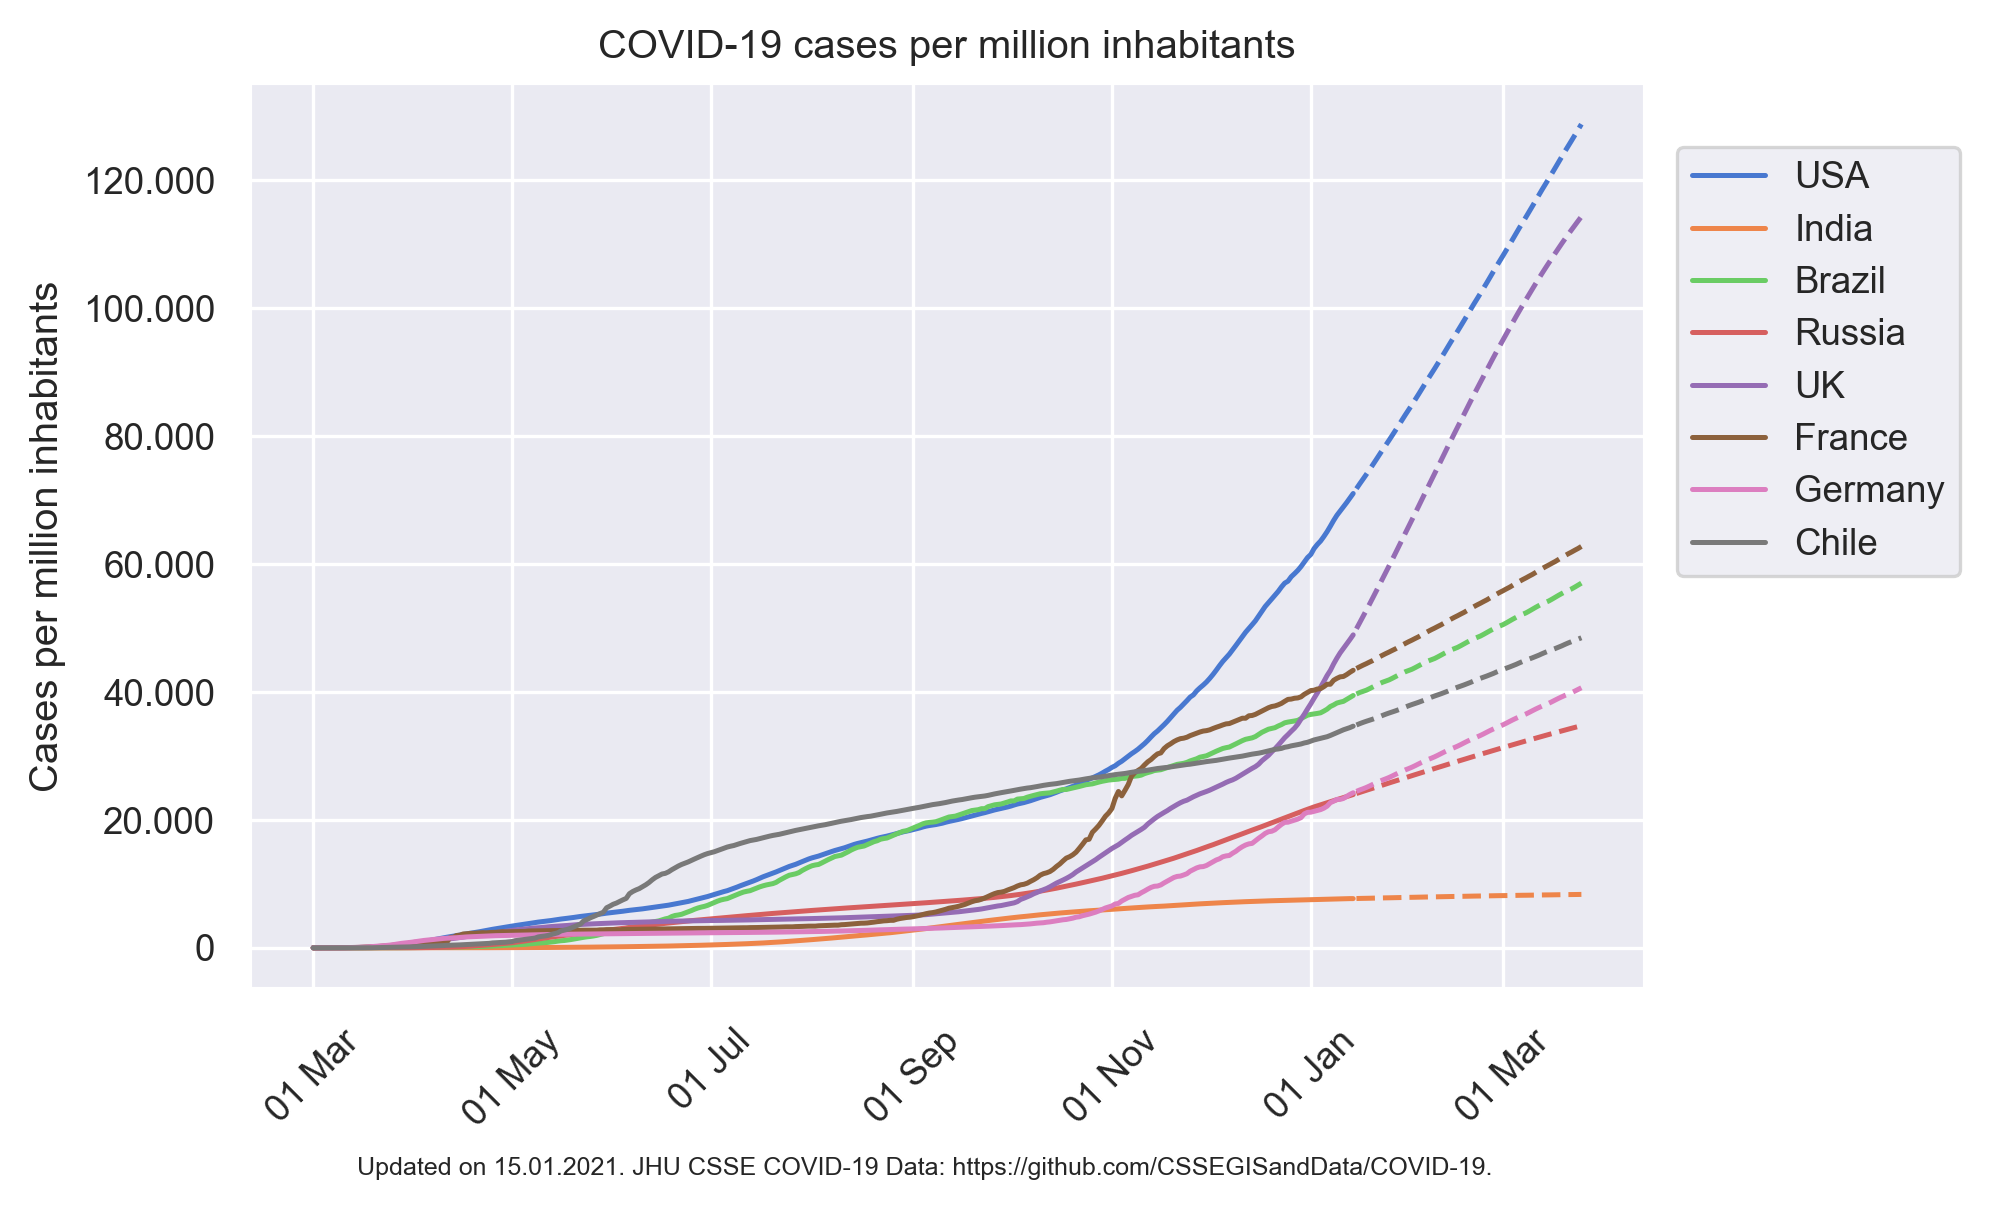 COVID-19 cases per million inhabitants
Cases per million inhabitants
120.000
100.000
80.000
60.000
40.000
20.000
0
01 Mar
01 May
01 Jul
01 Sep
01 Nov
01 Jan
01 Mar
USA
India
Brazil
Russia
UK
France
Germany
Chile
Updated on 15.01.2021. JHU CSSE COVID-19 Data: https://github.com/CSSEGISandData/COVID-19.